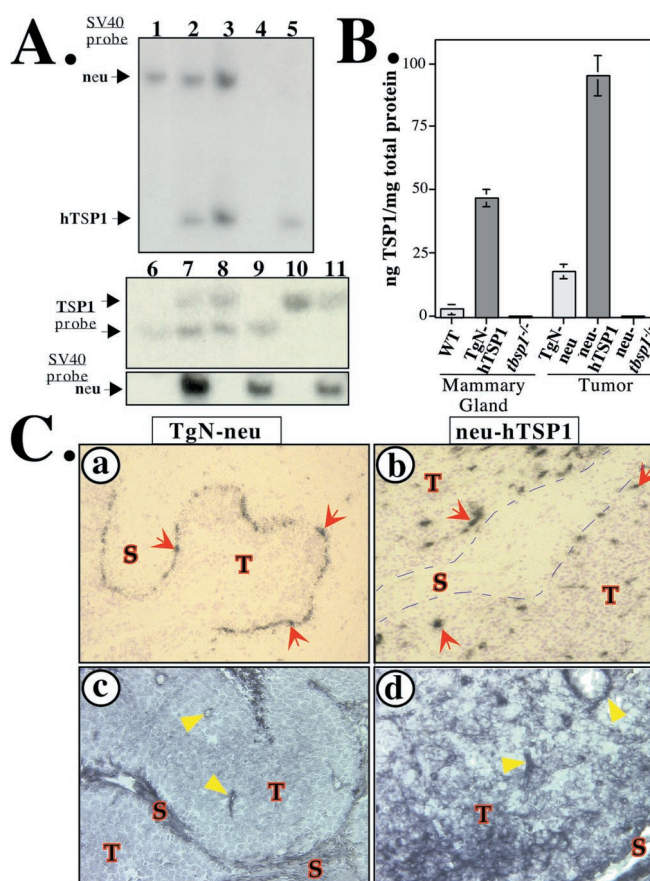 A.
SV40
probe
1 2 3 4 5
neu
hTSP1
6 7 8 9 10 11
TSP1
probe
SV40
probe
neu
B.
ng TSP1/mg total protein
100
75
50
25
0
WT
TgN-
hTSP1
tbsp1-/-
TgN-
neu
neu-
hTSP1
neu-
tbsp1-/-
Mammary
Gland
Tumor
C.
TgN-neu
neu-hTSP1
a
S
T
b
T
S
T
c
T
S
T
S
d
T
S